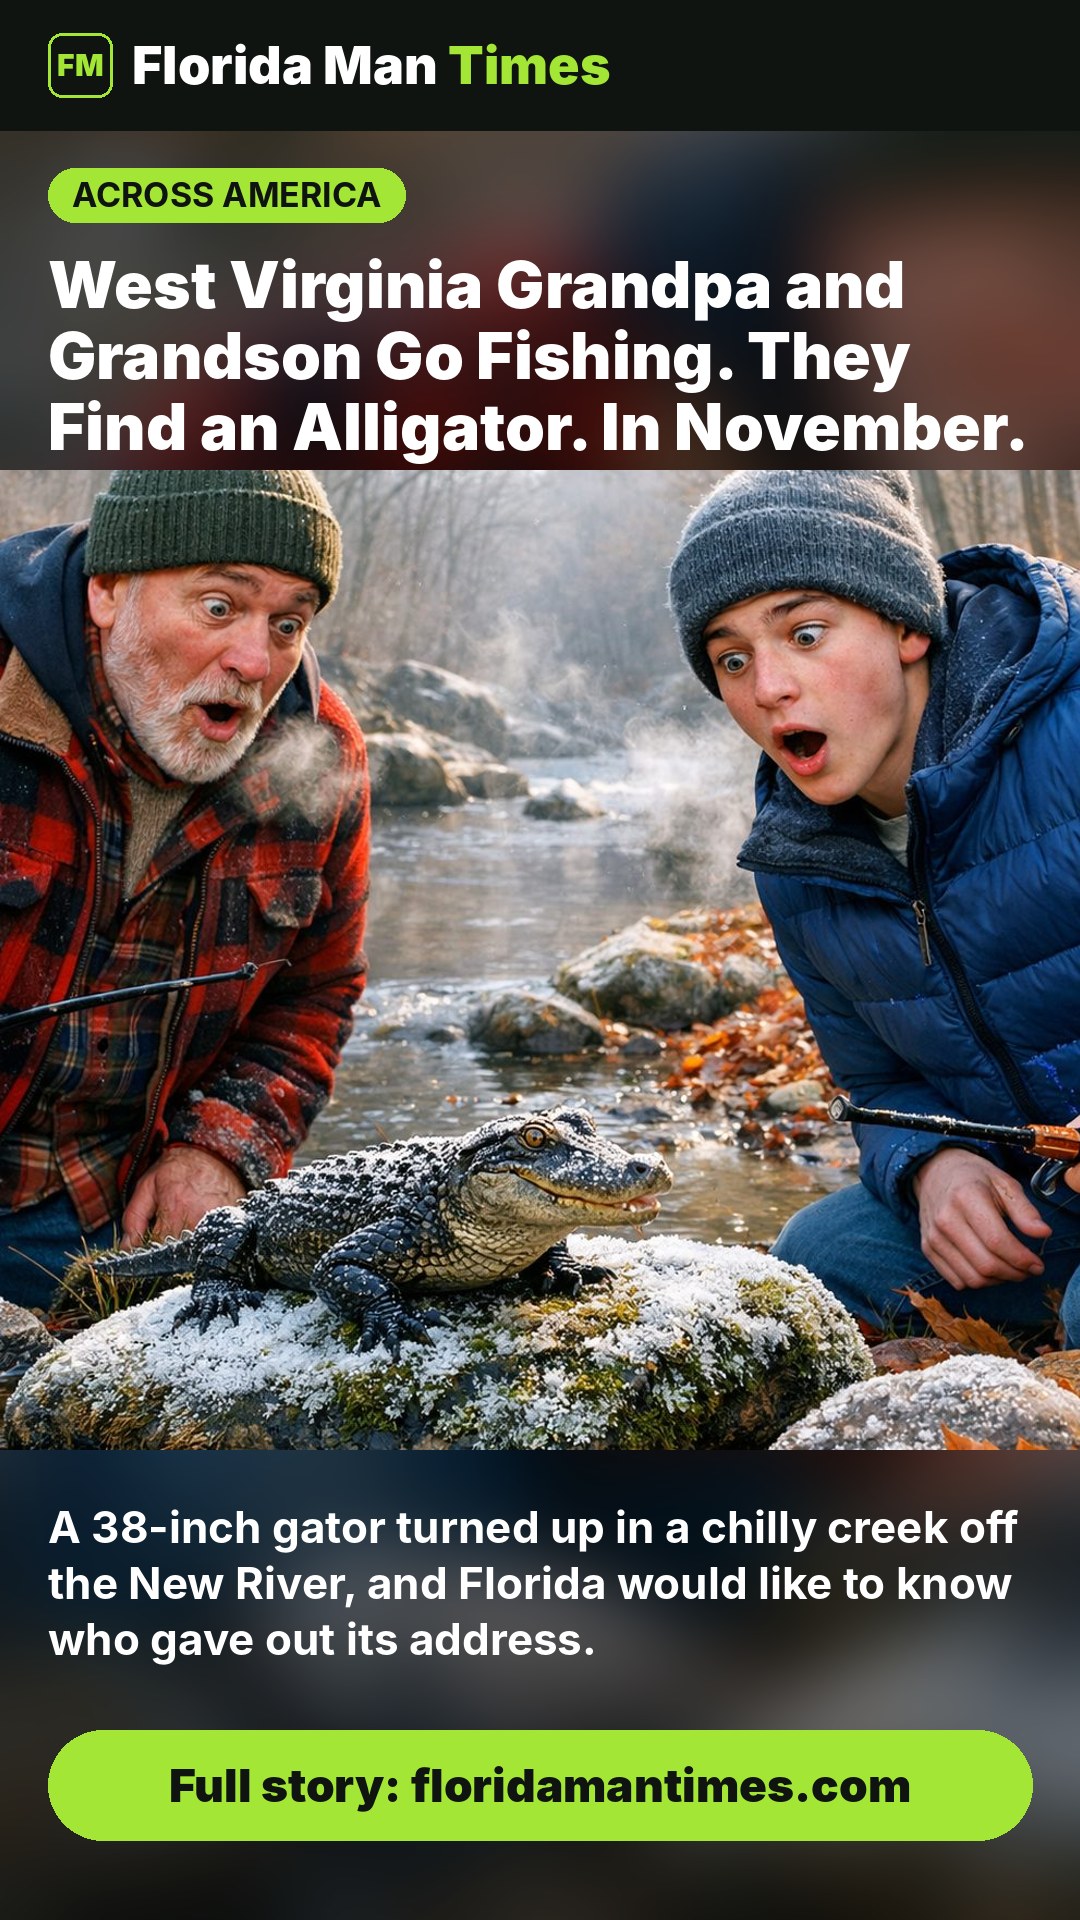 FM Florida Man Times
ACROSS AMERICA
West Virginia Grandpa and
Grandson Go Fishing. They
Find an Alligator. In November.
A 38-inch gator turned up in a chilly creek off
the New River, and Florida would like to know
who gave out its address.
Full story: floridamantimes.com